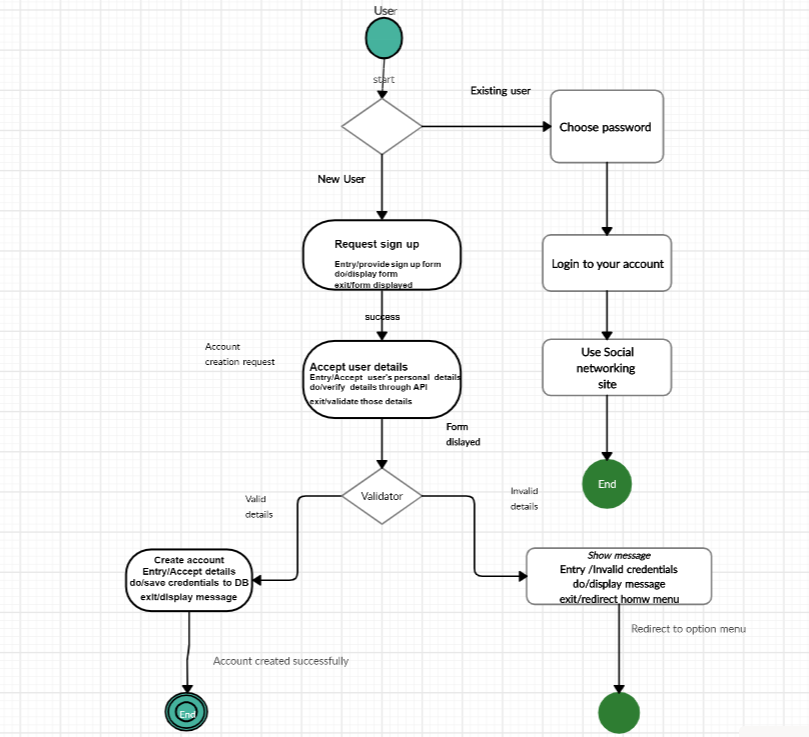 User
start
Existing user
Choose password
New User
Request sign up
Entry/provide sign up form
do/display form
exit/form displayed
Login to your account
success
Account
creation request
Accept user details
Entry/Accept user's personal details
do/verify details through API
exit/validate those details
Use Social
networking
site
Form
dislayed
End
Validator
Valid
details
Invalid
details
Create account
Entry/Accept details
do/save credentials to DB
exit/display message
Show message
Entry /Invalid credentials
do/display message
exit/redirect homw menu
Redirect to option menu
Account created successfully
End